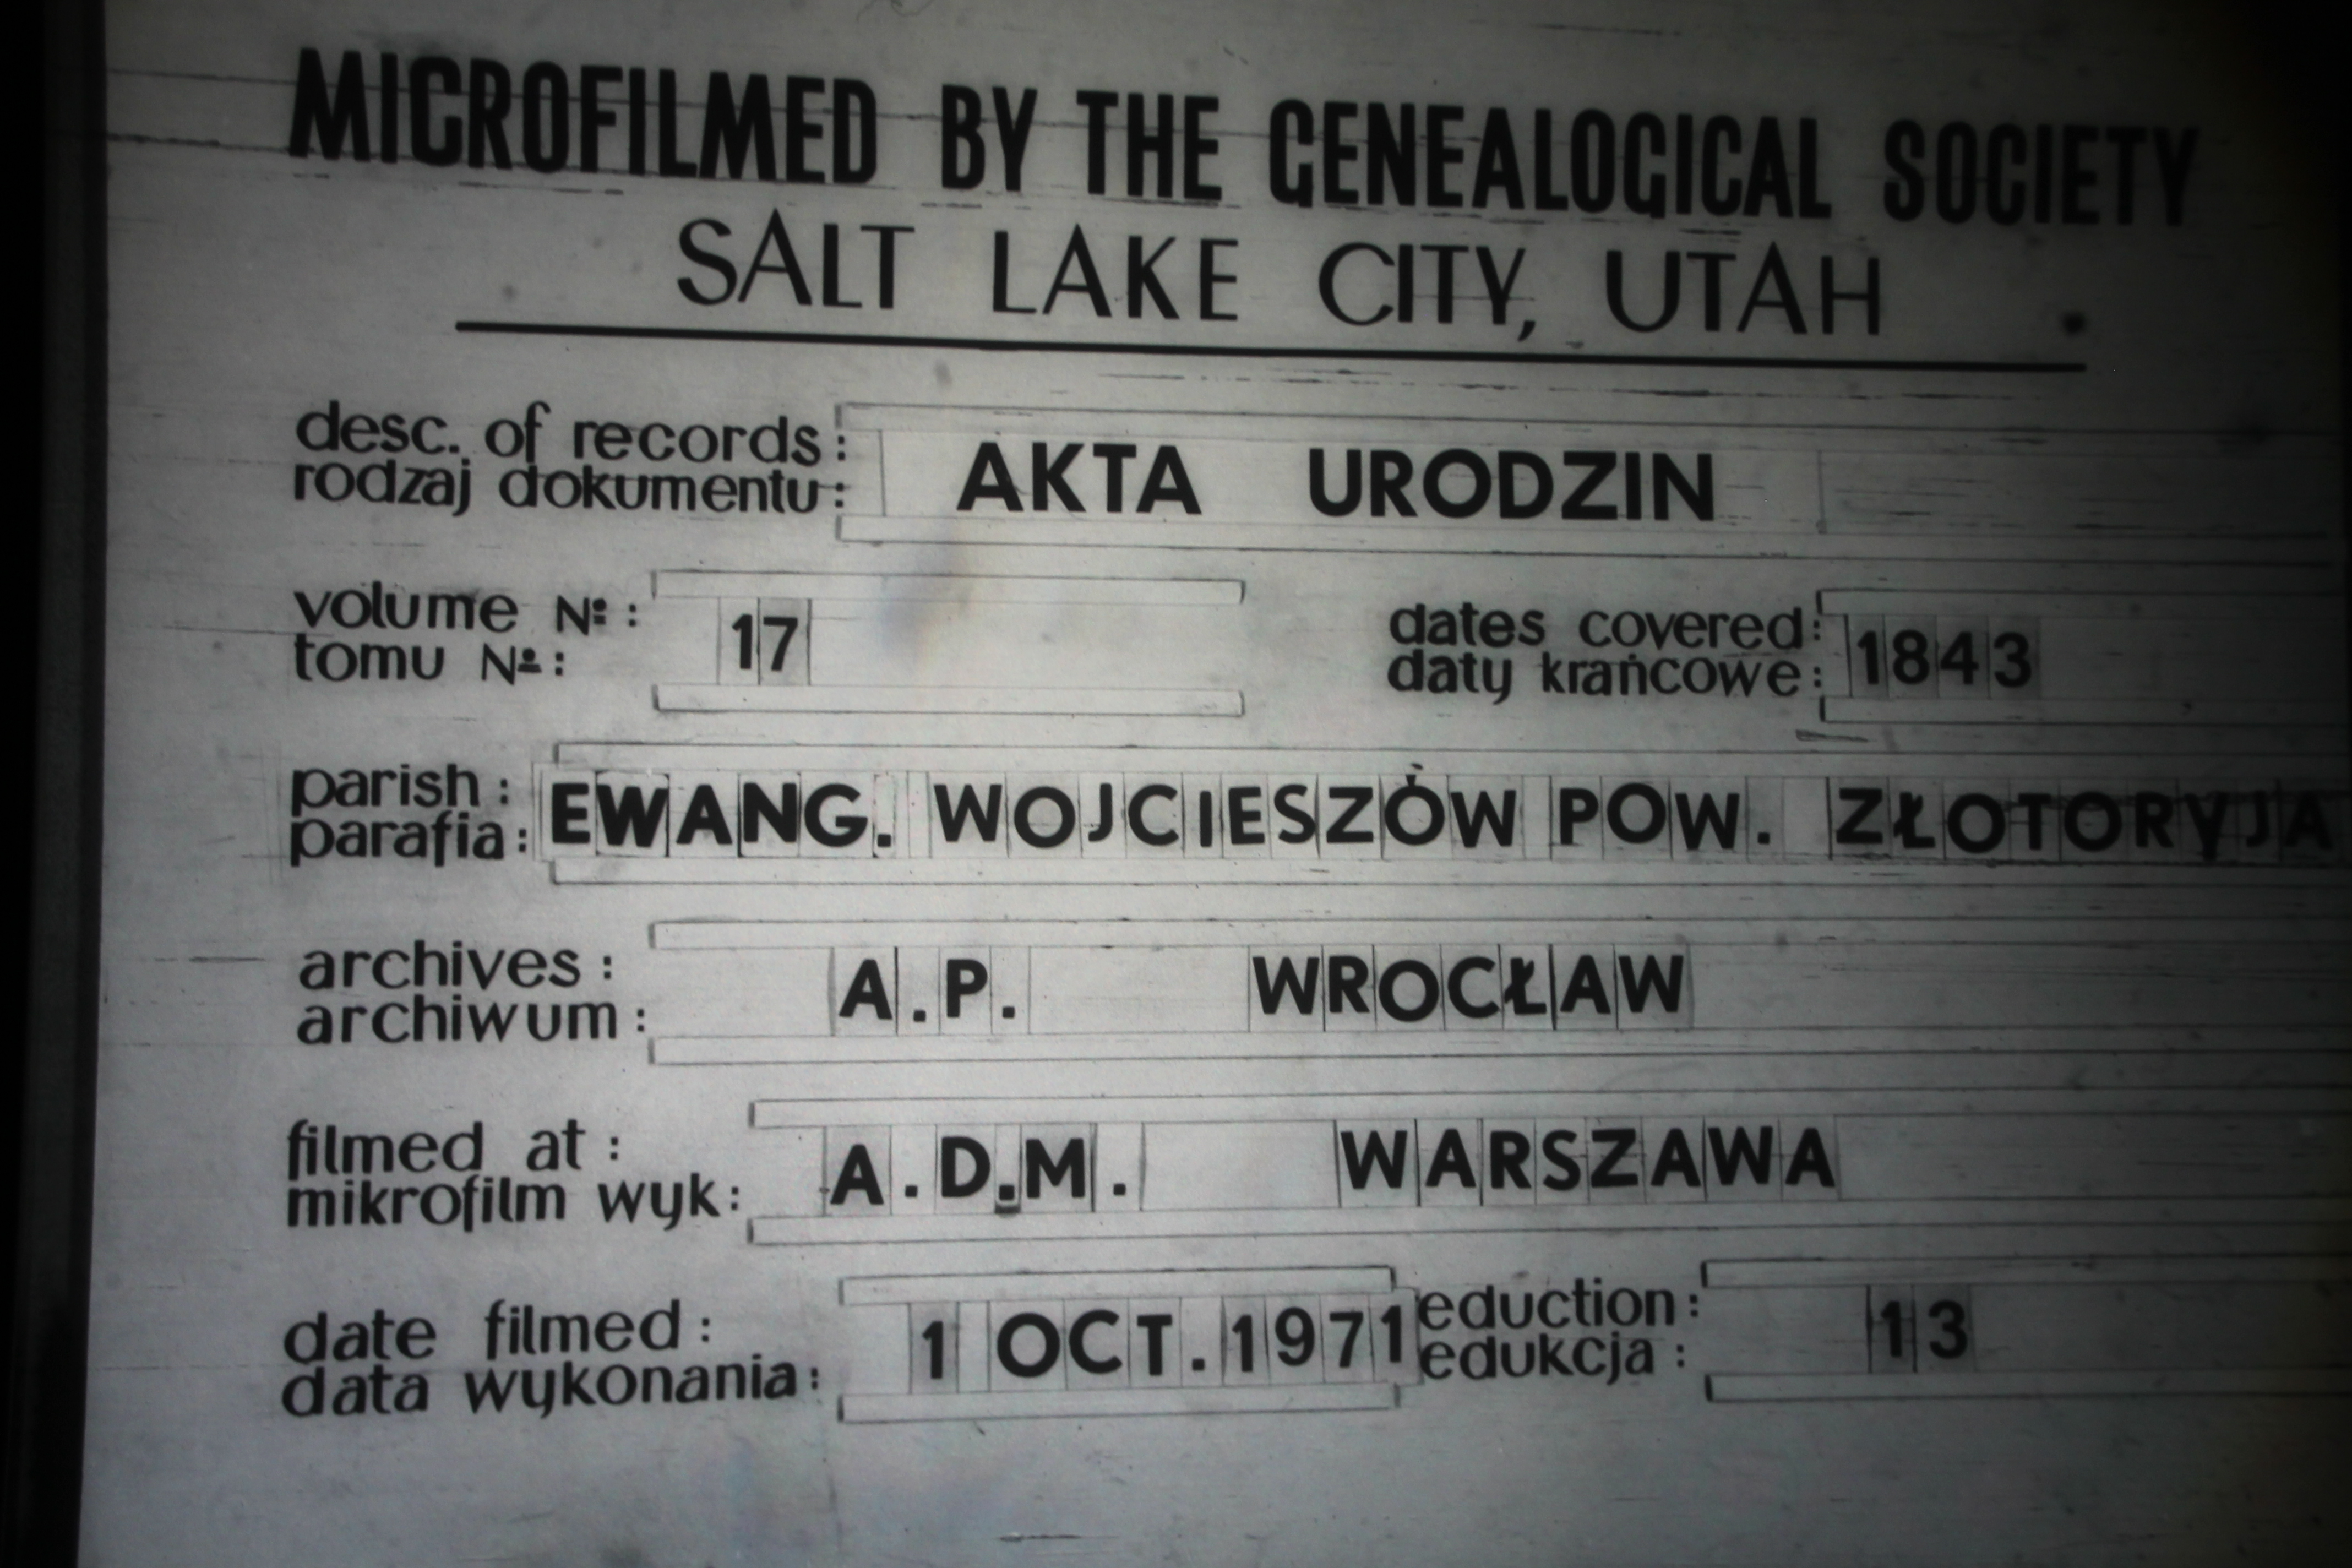 MICROFILMED BY THE GENEALOGICAL SOCIETY
SALT LAKE CITY, UTAH
desc. of records:
rodzaj dokumentu:
AKTA URODZIN
volume №:
tomu №:
17
dates covered:
daty krańcowe:
1843
parish:
parafia:
EWANG. WOJCIESZÓW POW. ZŁOTORYJA
archives:
archiwum:
A.P. WROCŁAW
filmed at:
mikrofilm wyk:
A.D.M. WARSZAWA
date filmed:
data wykonania:
1 OCT. 1971
eduction:
edukcja:
13